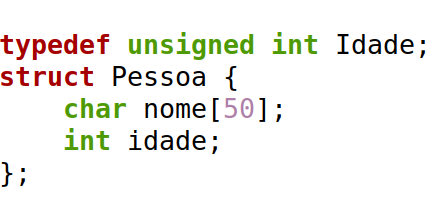 typedef unsigned int Idade;
struct Pessoa {
    char nome[50];
    int idade;
};